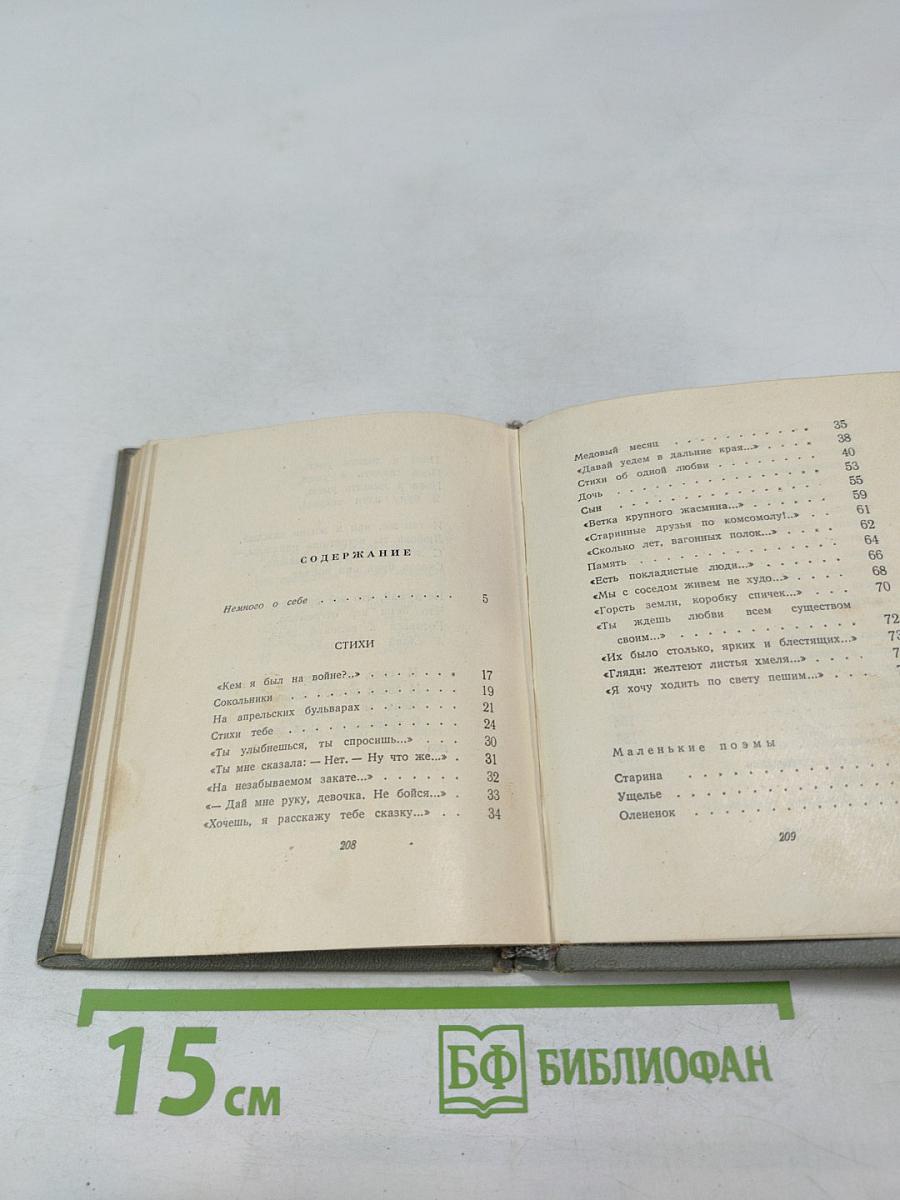 СОДЕРЖАНИЕ
Немного о себе . . . . . . . . . . . 5
СТИХИ
«Кем я был на войне?..» . . . . . . 17
Сокольники . . . . . . . . . . . 19
На апрельских бульварах . . . . . . 21
Стихи тебе . . . . . . . . . . . 24
«Ты улыбнешься, ты спросишь...» . . . 30
«Ты мне сказала: — Нет. — Ну что же...» . 31
«На незабываемом закате...» . . . . . 32
«— Дай мне руку, девочка. Не бойся...» . 33
«Хочешь, я расскажу тебе сказку...» . . 34
208
Медовый месяц . . . . . . . . . . 35
«Давай уедем в дальние края...» . . . . 38
Стихи об одной любви . . . . . . . 40
Дочь . . . . . . . . . . . . . 53
Сын . . . . . . . . . . . . . 55
«Ветка крупного жасмина...» . . . . . 59
«Старинные друзья по комсомолу!..» . . 61
«Сколько лет, вагонных полок...» . . . 62
Память . . . . . . . . . . . . 64
«Есть покладистые люди...» . . . . . 66
«Мы с соседом живем не худо...» . . . 68
«Горсть земли, коробку спичек...» . . . 70
«Ты ждешь любви всем существом
своим...» . . . . . . . . . . 72
«Их было столько, ярких и блестящих...» 73
«Гляди: желтеют листья хмеля...» . . . .
«Я хочу ходить по свету пешим...» . . .
Маленькие поэмы
Старина . . . . . . . . . . .
Ущелье . . . . . . . . . . .
Олененок . . . . . . . . . . .
209
15 см
БФ БИБЛИОФАН